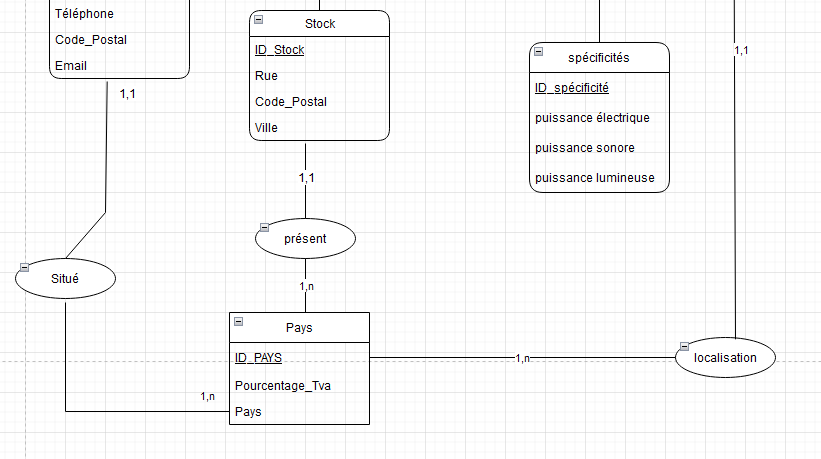 Téléphone
Code_Postal
Email
1,1
Stock
ID_Stock
Rue
Code_Postal
Ville
1,1
spécificités
ID_spécificité
puissance électrique
puissance sonore
puissance lumineuse
1,1
présent
Situé
1,n
Pays
ID_PAYS
Pourcentage_Tva
Pays
1,n
1,n
localisation